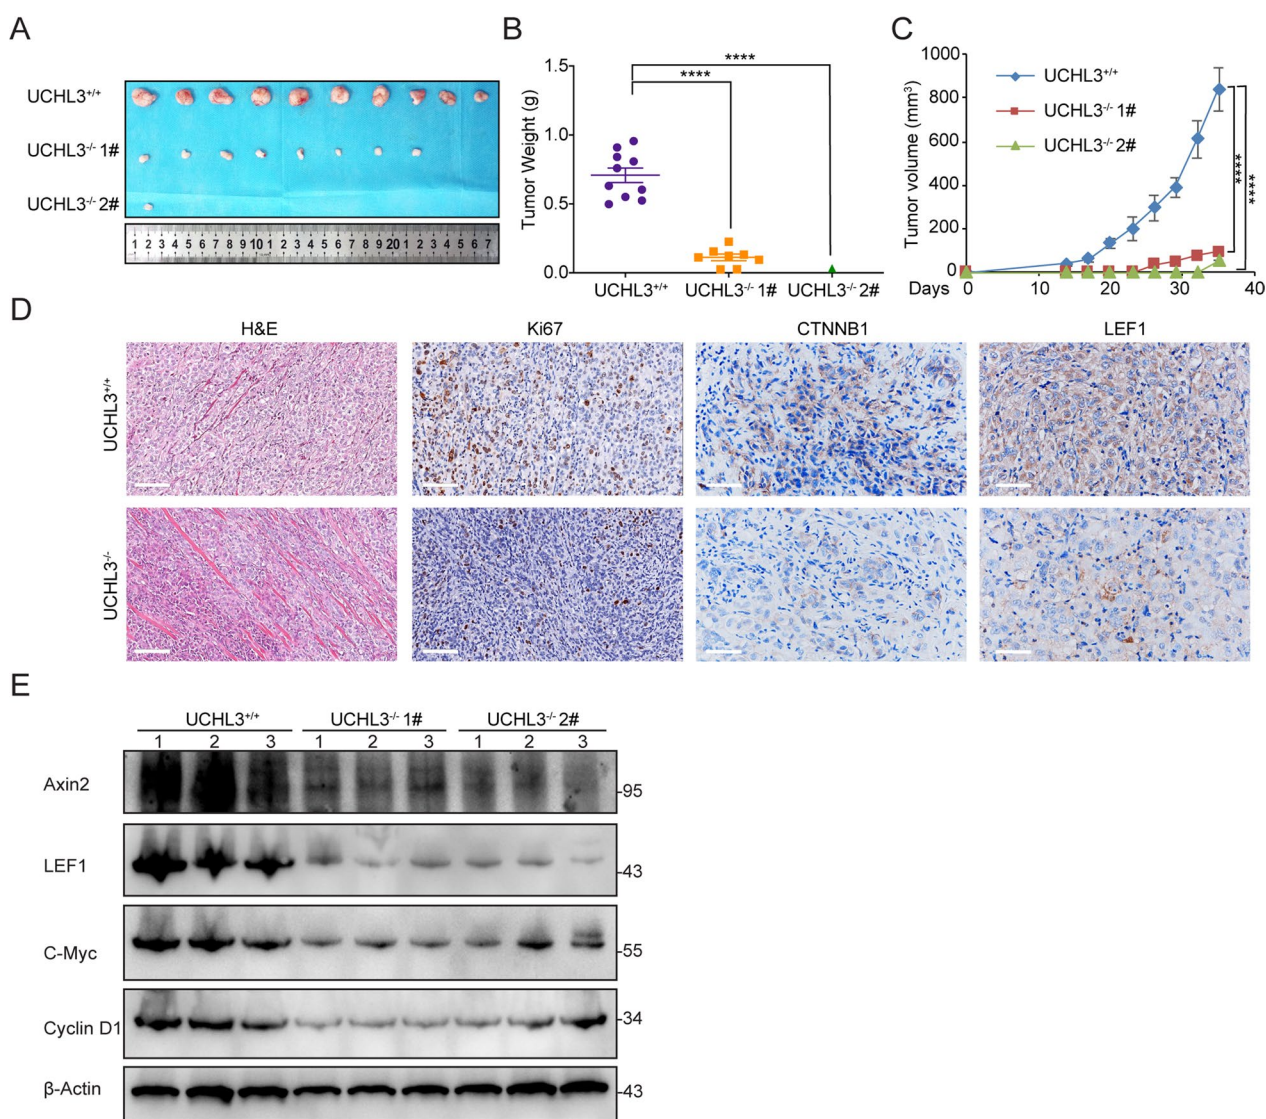 A
UCHL3+/+
UCHL3-/- 1#
UCHL3-/- 2#
1 2 3 4 5 6 7 8 9 10 1 2 3 4 5 6 7 8 9 20 1 2 3 4 5 6 7
B
Tumor Weight (g)
1.5
1.0
0.5
0.0
****
****
UCHL3+/+
UCHL3-/- 1#
UCHL3-/- 2#
C
Tumor volume (mm3)
1000
800
600
400
200
0
UCHL3+/+
UCHL3-/- 1#
UCHL3-/- 2#
****
****
Days 0 10 20 30 40
D
H&E Ki67 CTNNB1 LEF1
UCHL3+/+
UCHL3-/-
E
UCHL3+/+ UCHL3-/- 1# UCHL3-/- 2#
1 2 3 1 2 3 1 2 3
Axin2 -95
LEF1 -43
C-Myc -55
Cyclin D1 -34
β-Actin -43